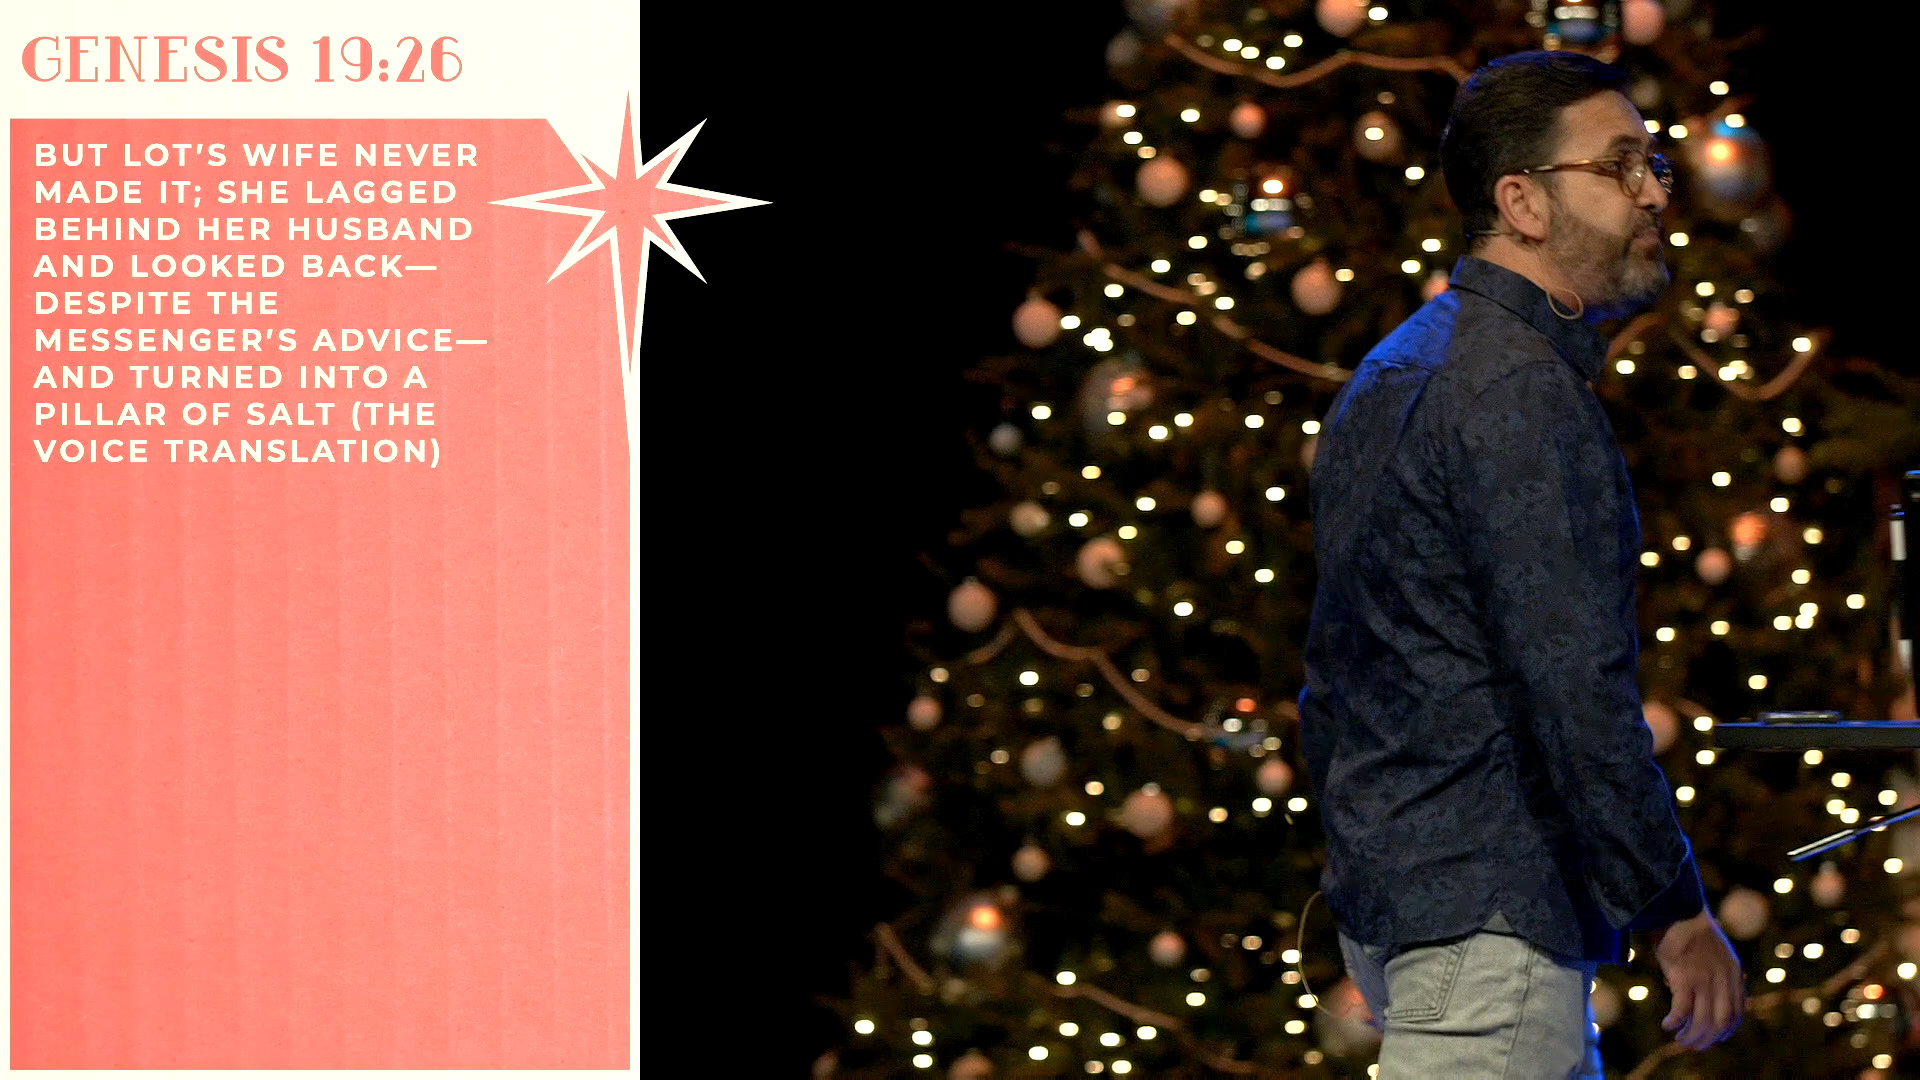 GENESIS 19:26
BUT LOT'S WIFE NEVER
MADE IT; SHE LAGGED
BEHIND HER HUSBAND
AND LOOKED BACK—
DESPITE THE
MESSENGER'S ADVICE—
AND TURNED INTO A
PILLAR OF SALT (THE
VOICE TRANSLATION)